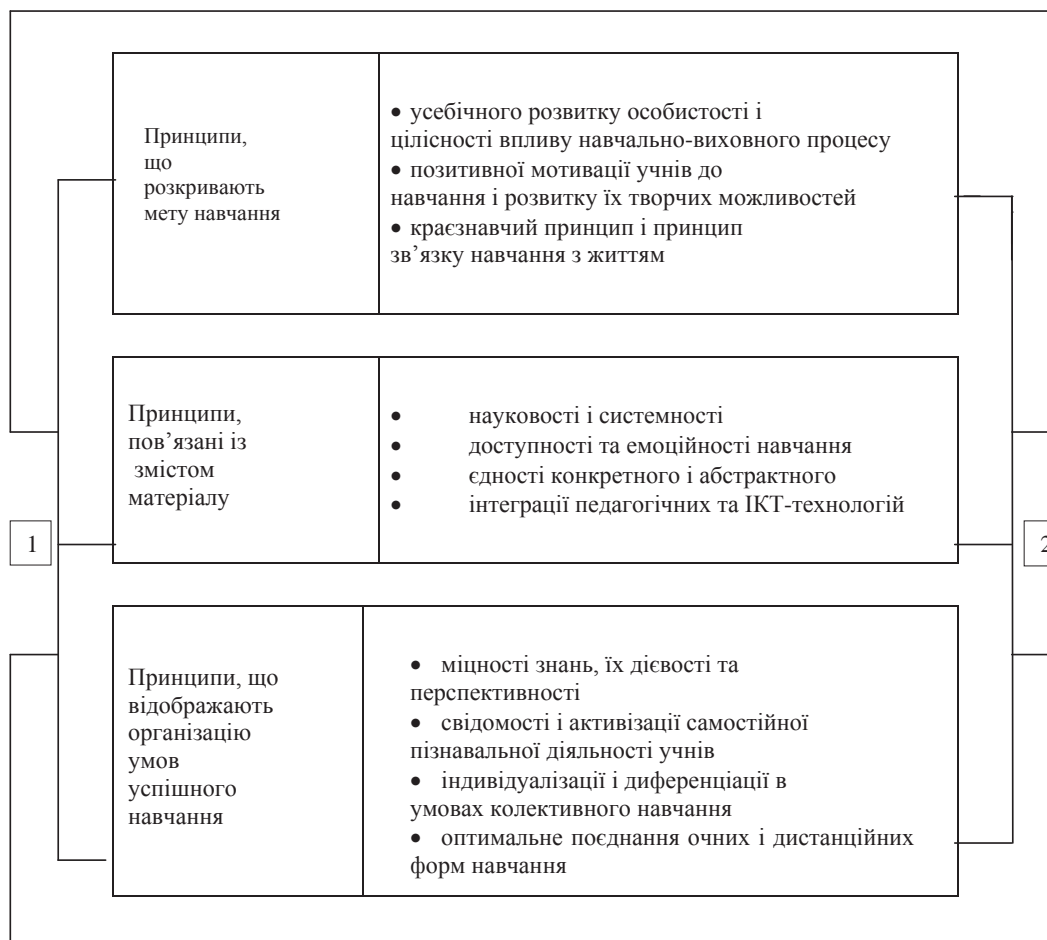 Принципи,
що
розкривають
мету навчання
• усебічного розвитку особистості і
цілісності впливу навчально-виховного процесу
• позитивної мотивації учнів до
навчання і розвитку їх творчих можливостей
• краєзнавчий принцип і принцип
зв’язку навчання з життям
Принципи,
пов’язані із
змістом
матеріалу
• науковості і системності
• доступності та емоційності навчання
• єдності конкретного і абстрактного
• інтеграції педагогічних та ІКТ-технологій
1
2
Принципи, що
відображають
організацію
умов
успішного
навчання
• міцності знань, їх дієвості та
перспективності
• свідомості і активізації самостійної
пізнавальної діяльності учнів
• індивідуалізації і диференціації в
умовах колективного навчання
• оптимальне поєднання очних і дистанційних
форм навчання